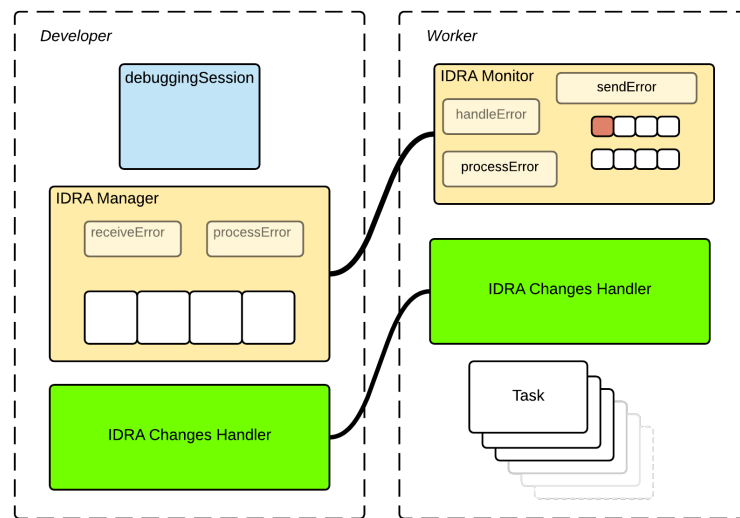 Developer
debuggingSession
IDRA Manager
receiveError
processError
IDRA Changes Handler
Worker
IDRA Monitor
sendError
handleError
processError
IDRA Changes Handler
Task